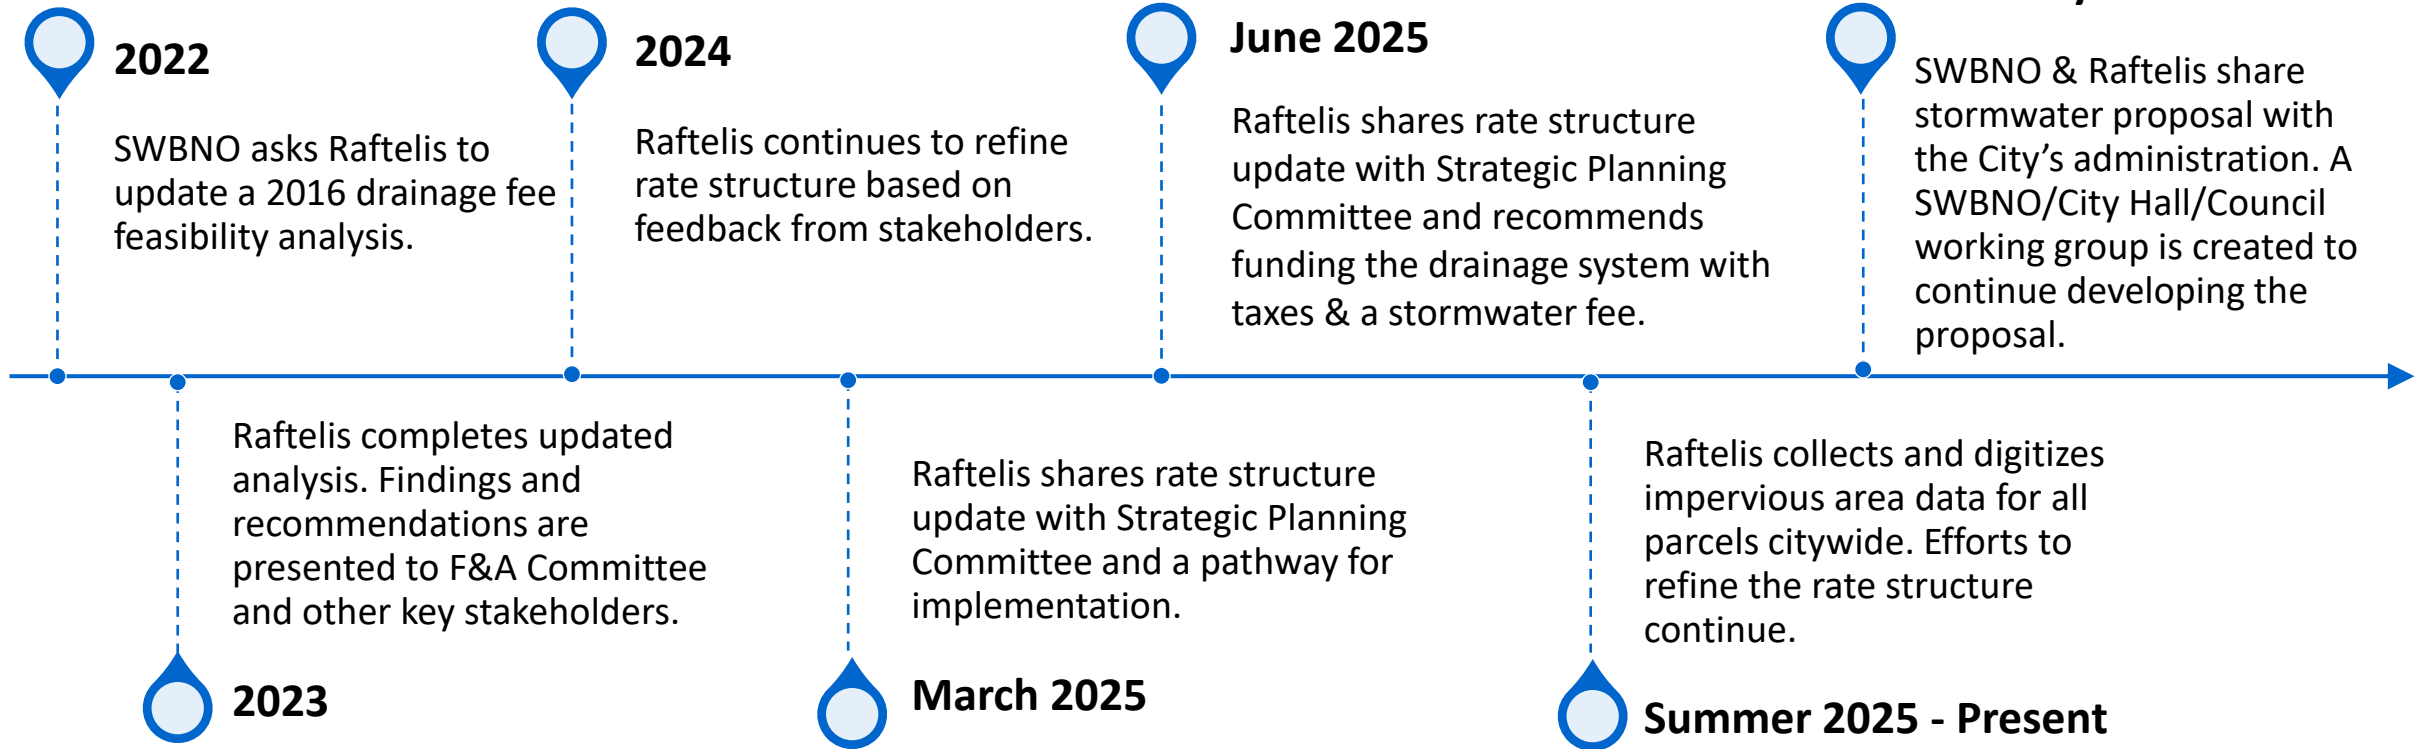 2022
SWBNO asks Raftelis to
update a 2016 drainage fee
feasibility analysis.
Raftelis completes updated
analysis. Findings and
recommendations are
presented to F&A Committee
and other key stakeholders.
2023
2024
Raftelis continues to refine
rate structure based on
feedback from stakeholders.
Raftelis shares rate structure
update with Strategic Planning
Committee and a pathway for
implementation.
March 2025
June 2025
Raftelis shares rate structure
update with Strategic Planning
Committee and recommends
funding the drainage system with
taxes & a stormwater fee.
Raftelis collects and digitizes
impervious area data for all
parcels citywide. Efforts to
refine the rate structure
continue.
Summer 2025 - Present
SWBNO & Raftelis share
stormwater proposal with
the City’s administration. A
SWBNO/City Hall/Council
working group is created to
continue developing the
proposal.